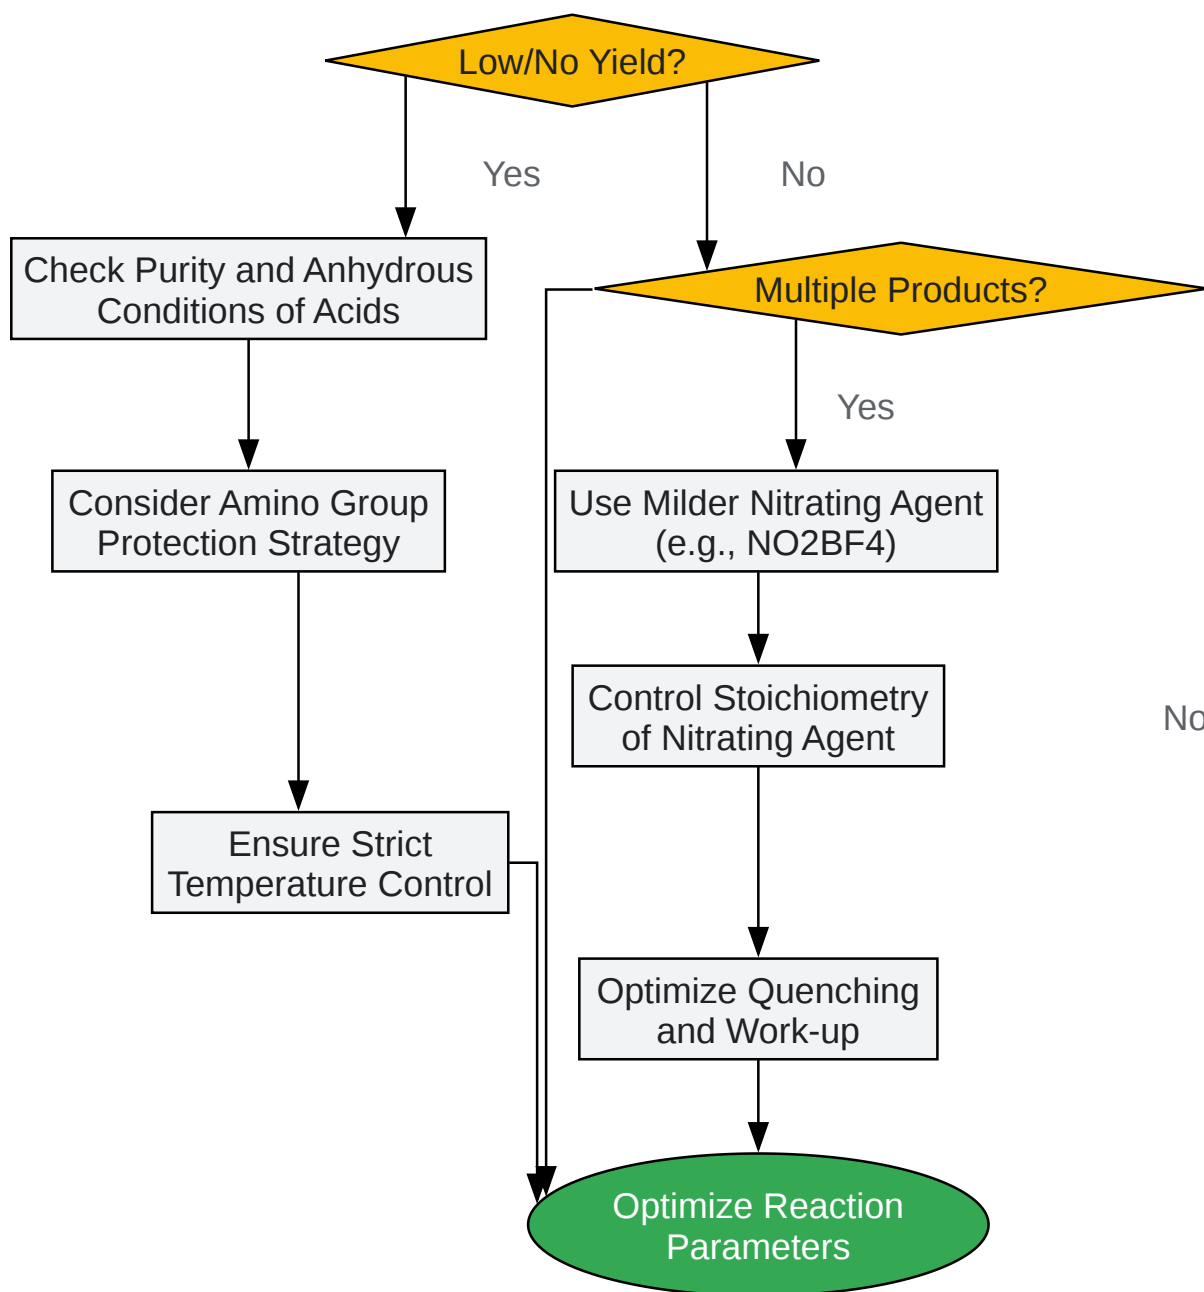 Low/No Yield?
Yes
No
Check Purity and Anhydrous
Conditions of Acids
Multiple Products?
Yes
Consider Amino Group
Protection Strategy
Use Milder Nitrating Agent
(e.g., NO2BF4)
Control Stoichiometry
of Nitrating Agent
No
Ensure Strict
Temperature Control
Optimize Quenching
and Work-up
Optimize Reaction
Parameters